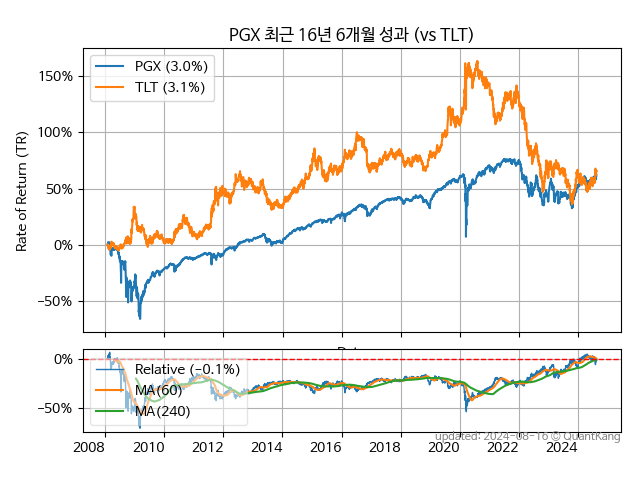 PGX 최근 16년 6개월 성과 (vs TLT)
Rate of Return (TR)
150%
100%
50%
0%
−50%
PGX (3.0%)
TLT (3.1%)
0%
−50%
Relative (−0.1%)
MA(60)
MA(240)
2008 2010 2012 2014 2016 2018 2020 2022 2024
updated: 2024-08-16 © QuantKang